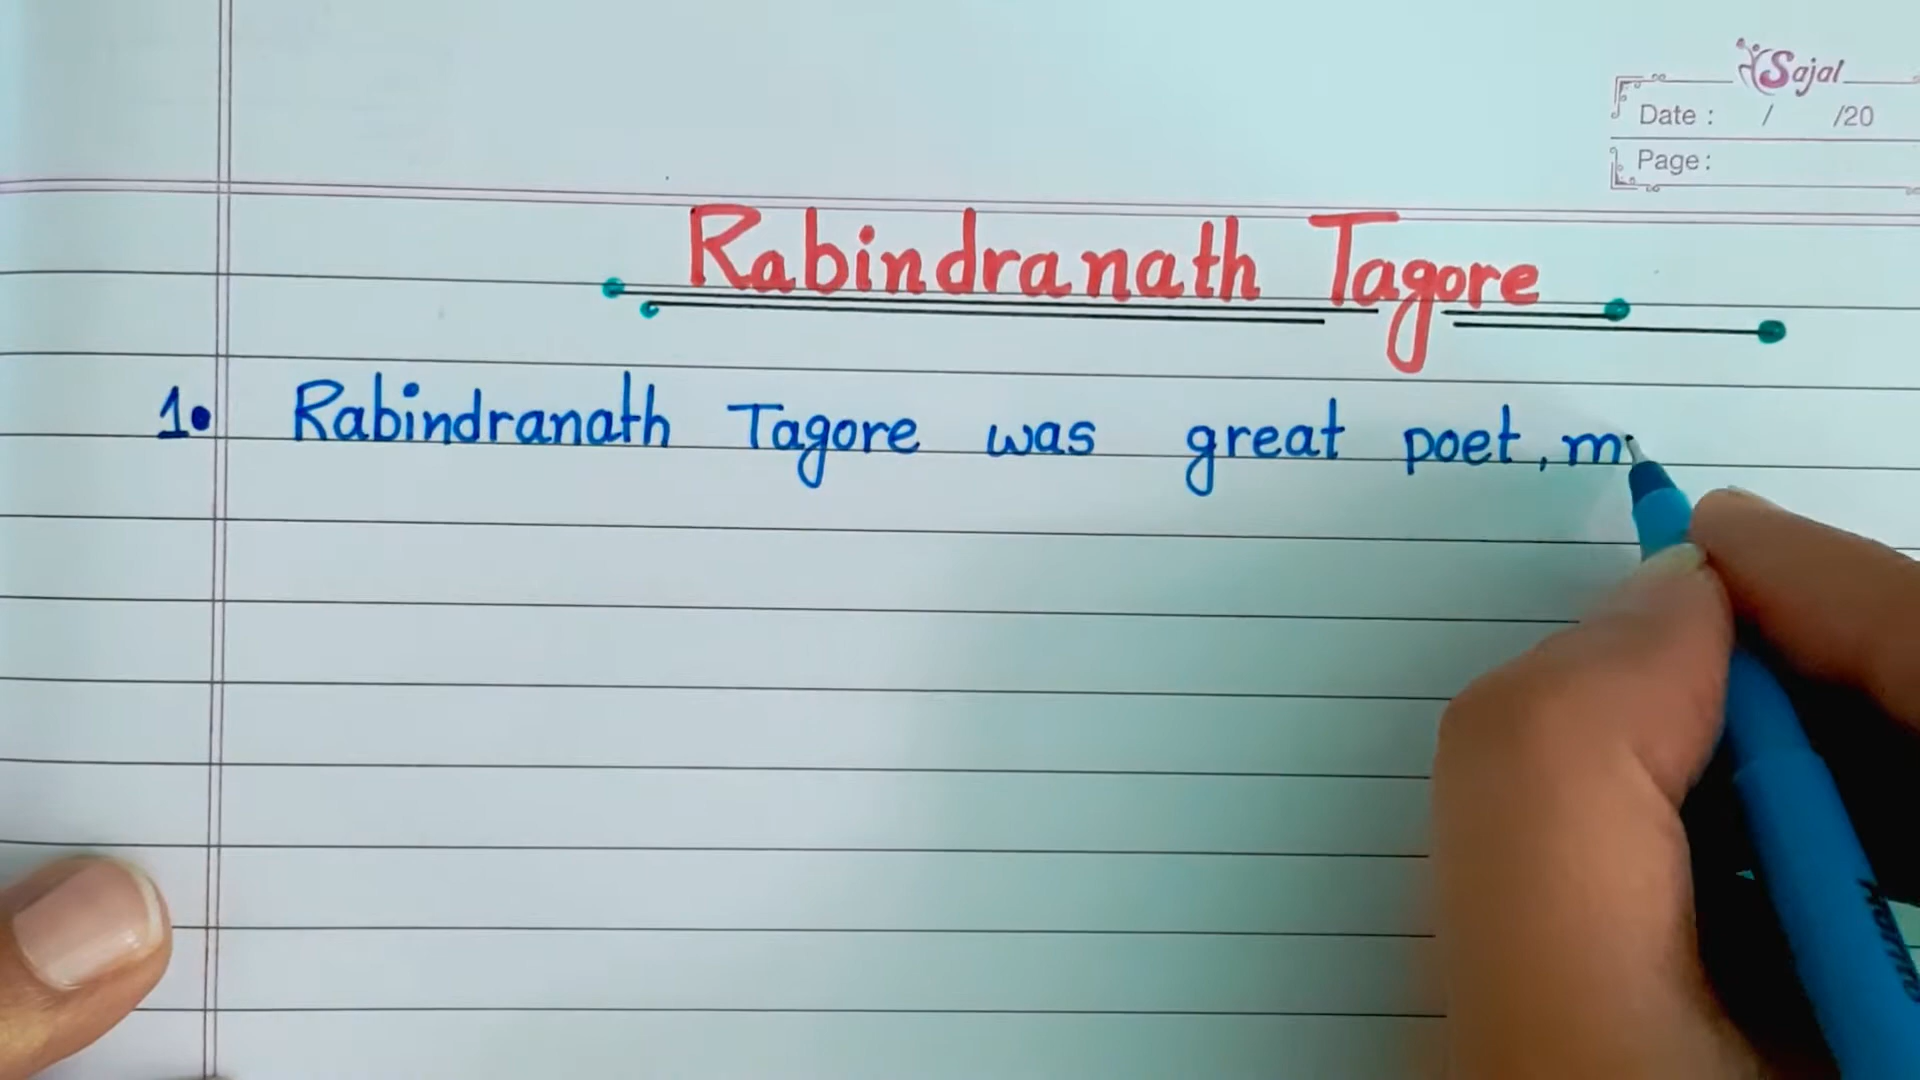 Sajal
Date : / /20
Page :
Rabindranath Tagore
1. Rabindranath Tagore was great poet, m